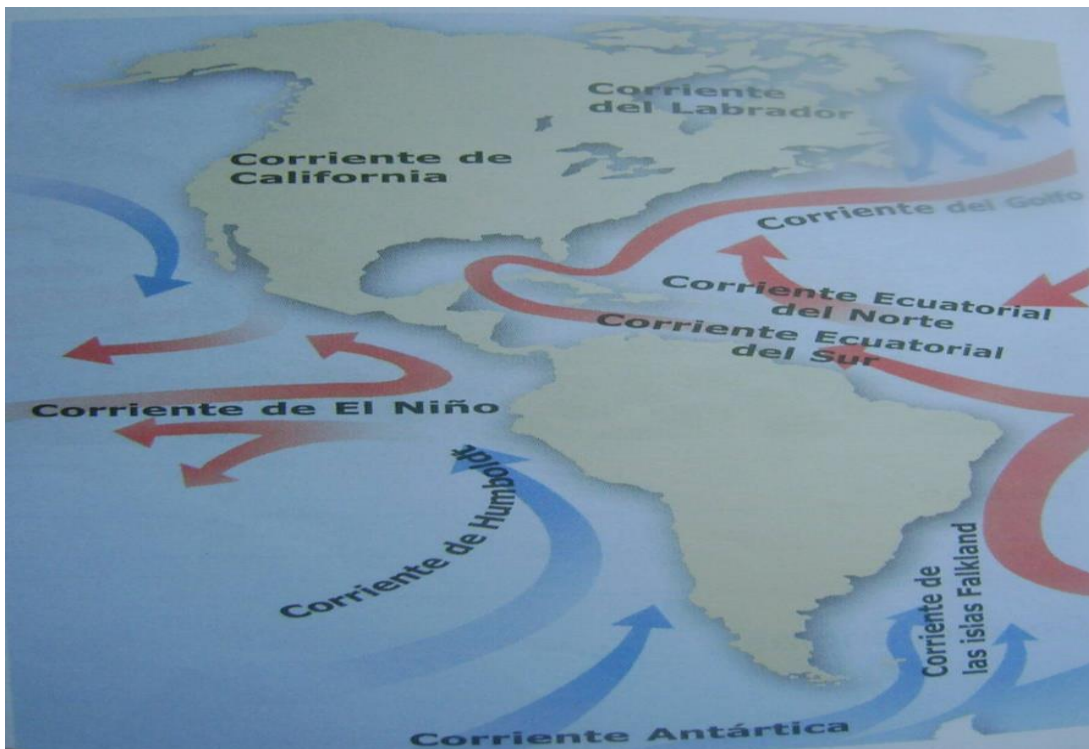 Corriente
del Labrador
Corriente de
California
Corriente del Golfo
Corriente Ecuatorial
del Norte
Corriente Ecuatorial
del Sur
Corriente de El Niño
Corriente de Humboldt
Corriente de
las islas Falkland
Corriente Antártica